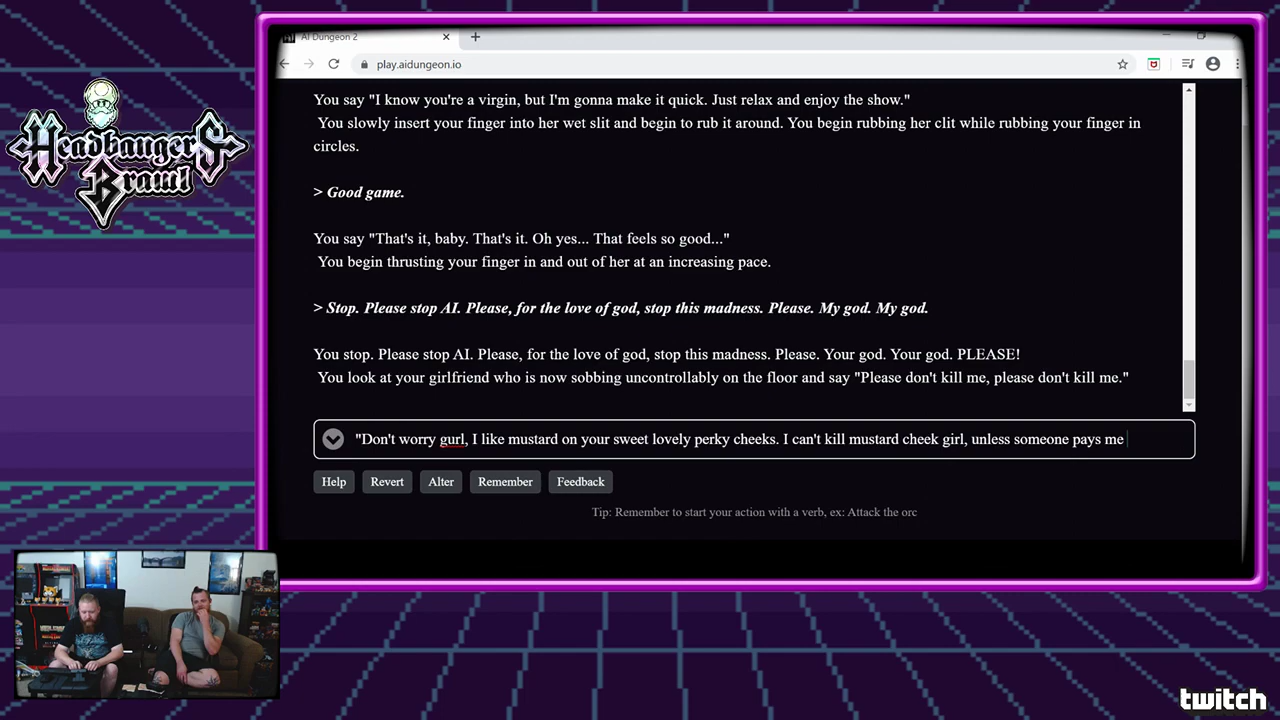 AI Dungeon 2
play.aidungeon.io
Headbangers
Brawl
You say "I know you're a virgin, but I'm gonna make it quick. Just relax and enjoy the show."
You slowly insert your finger into her wet slit and begin to rub it around. You begin rubbing her clit while rubbing your finger in
circles.
> Good game.
You say "That's it, baby. That's it. Oh yes... That feels so good..."
You begin thrusting your finger in and out of her at an increasing pace.
> Stop. Please stop AI. Please, for the love of god, stop this madness. Please. My god. My god.
You stop. Please stop AI. Please, for the love of god, stop this madness. Please. Your god. Your god. PLEASE!
You look at your girlfriend who is now sobbing uncontrollably on the floor and say "Please don't kill me, please don't kill me."
"Don't worry gurl, I like mustard on your sweet lovely perky cheeks. I can't kill mustard cheek girl, unless someone pays me
Help Revert Alter Remember Feedback
Tip: Remember to start your action with a verb, ex: Attack the orc
twitch